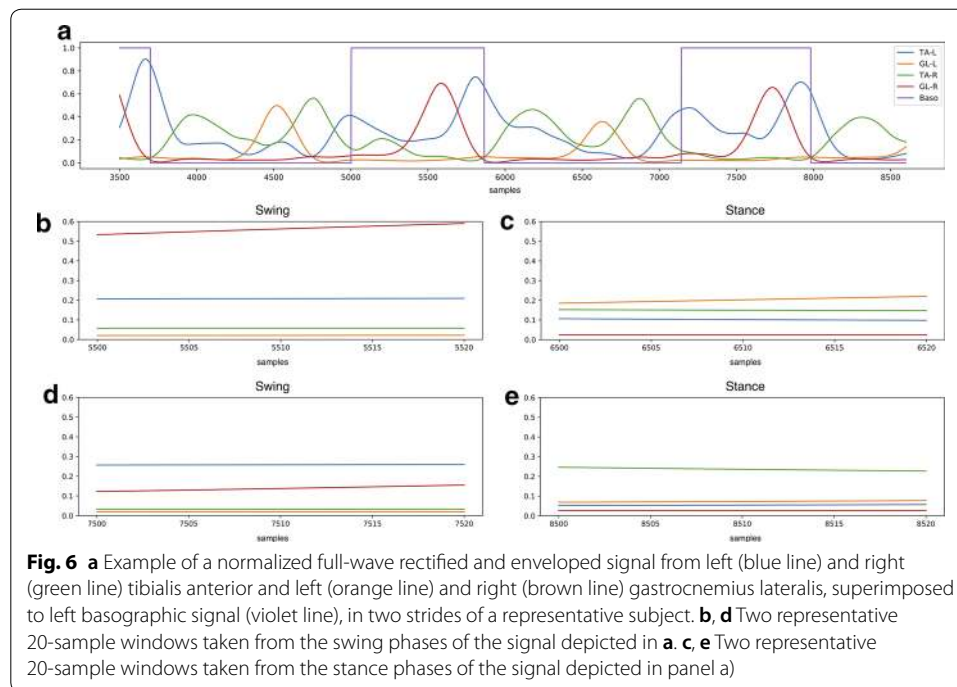 a
1.0
0.8
0.6
0.4
0.2
0.0
TA-L
GL-L
TA-R
GL-R
Baso
3500 4000 4500 5000 5500 6000 6500 7000 7500 8000 8500
samples
b
Swing
0.6
0.5
0.4
0.3
0.2
0.1
0.0
5500 5505 5510 5515 5520
samples
c
Stance
0.6
0.5
0.4
0.3
0.2
0.1
0.0
6500 6505 6510 6515 6520
samples
d
Swing
0.6
0.5
0.4
0.3
0.2
0.1
0.0
7500 7505 7510 7515 7520
samples
e
Stance
0.6
0.5
0.4
0.3
0.2
0.1
0.0
8500 8505 8510 8515 8520
samples
Fig. 6 a Example of a normalized full-wave rectified and enveloped signal from left (blue line) and right
(green line) tibialis anterior and left (orange line) and right (brown line) gastrocnemius lateralis, superimposed
to left basographic signal (violet line), in two strides of a representative subject. b, d Two representative
20-sample windows taken from the swing phases of the signal depicted in a. c, e Two representative
20-sample windows taken from the stance phases of the signal depicted in panel a)